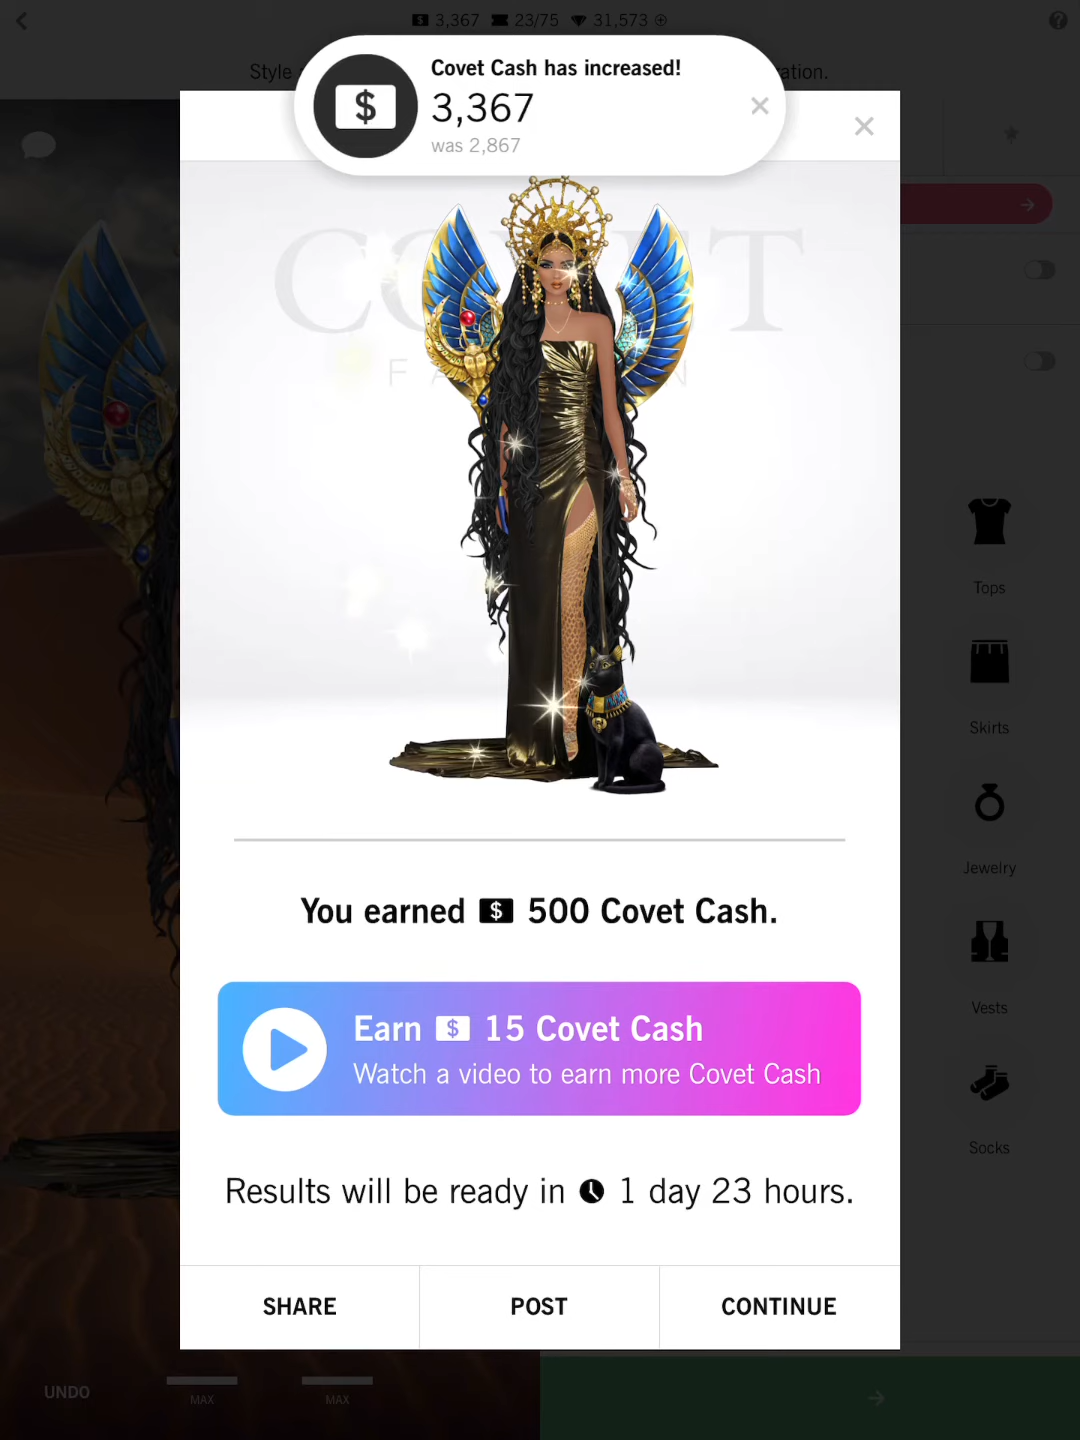 3,367 23/75 31,573
?
Style
ation.
Covet Cash has increased!
$
3,367
was 2,867
COVET
Tops
Skirts
Jewelry
Vests
Socks
You earned $ 500 Covet Cash.
Earn $ 15 Covet Cash
Watch a video to earn more Covet Cash
Results will be ready in 1 day 23 hours.
SHARE POST CONTINUE
UNDO
MAX MAX